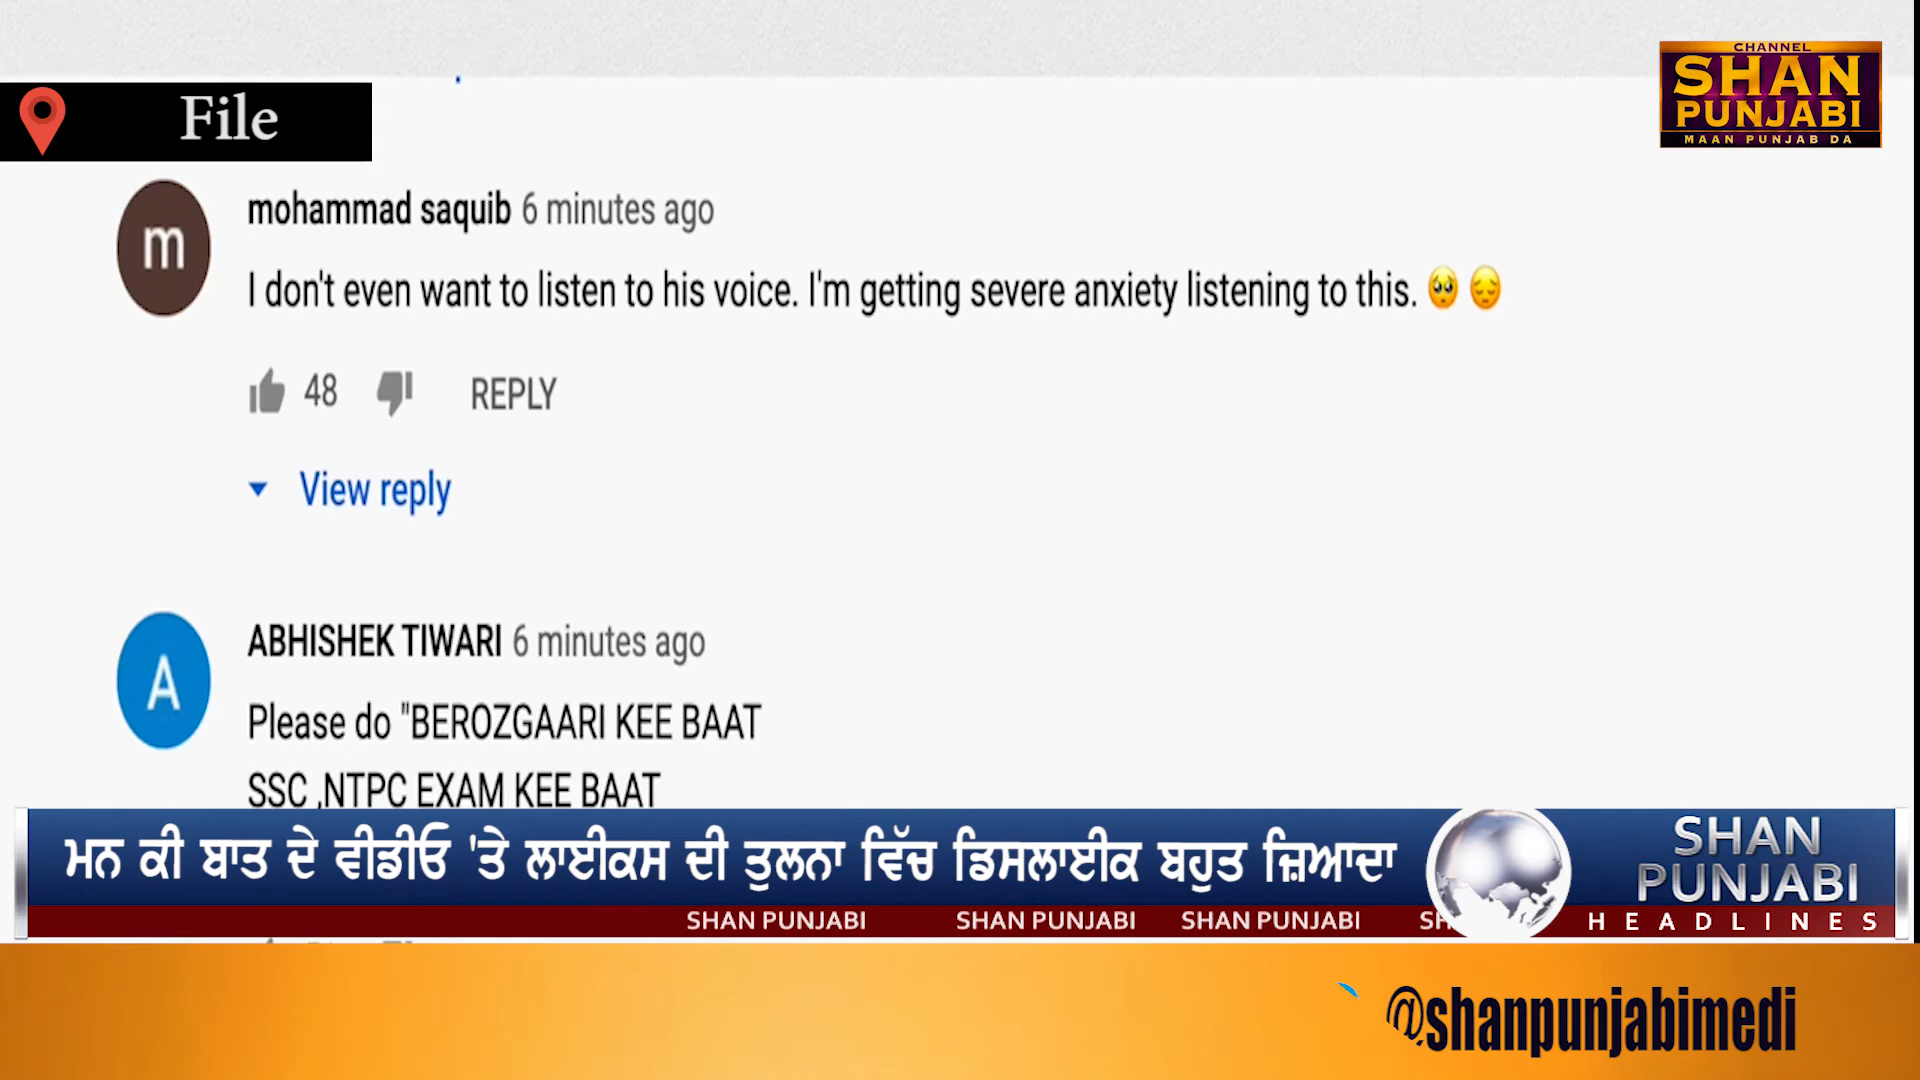 CHANNEL
SHAN
PUNJABI
MAAN PUNJAB DA
File
m
mohammad saquib 6 minutes ago
I don't even want to listen to his voice. I'm getting severe anxiety listening to this. 🥺 😔
48 REPLY
View reply
A
ABHISHEK TIWARI 6 minutes ago
Please do "BEROZGAARI KEE BAAT
SSC ,NTPC EXAM KEE BAAT
ਮਨ ਕੀ ਬਾਤ ਦੇ ਵੀਡੀਓ 'ਤੇ ਲਾਈਕਸ ਦੀ ਤੁਲਨਾ ਵਿੱਚ ਡਿਸਲਾਈਕ ਬਹੁਤ ਜ਼ਿਆਦਾ
SHAN
PUNJABI
HEADLINES
SHAN PUNJABI SHAN PUNJABI SHAN PUNJABI SH
@shanpunjabimedi